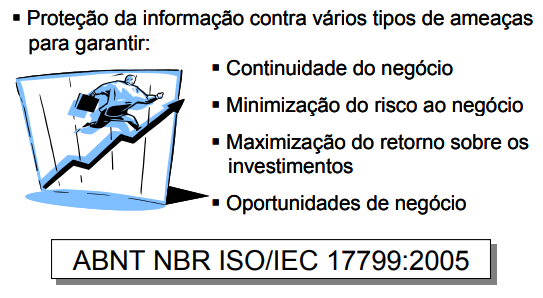 ▪ Proteção da informação contra vários tipos de ameaças
para garantir:
▪ Continuidade do negócio
▪ Minimização do risco ao negócio
▪ Maximização do retorno sobre os
investimentos
▪ Oportunidades de negócio
ABNT NBR ISO/IEC 17799:2005